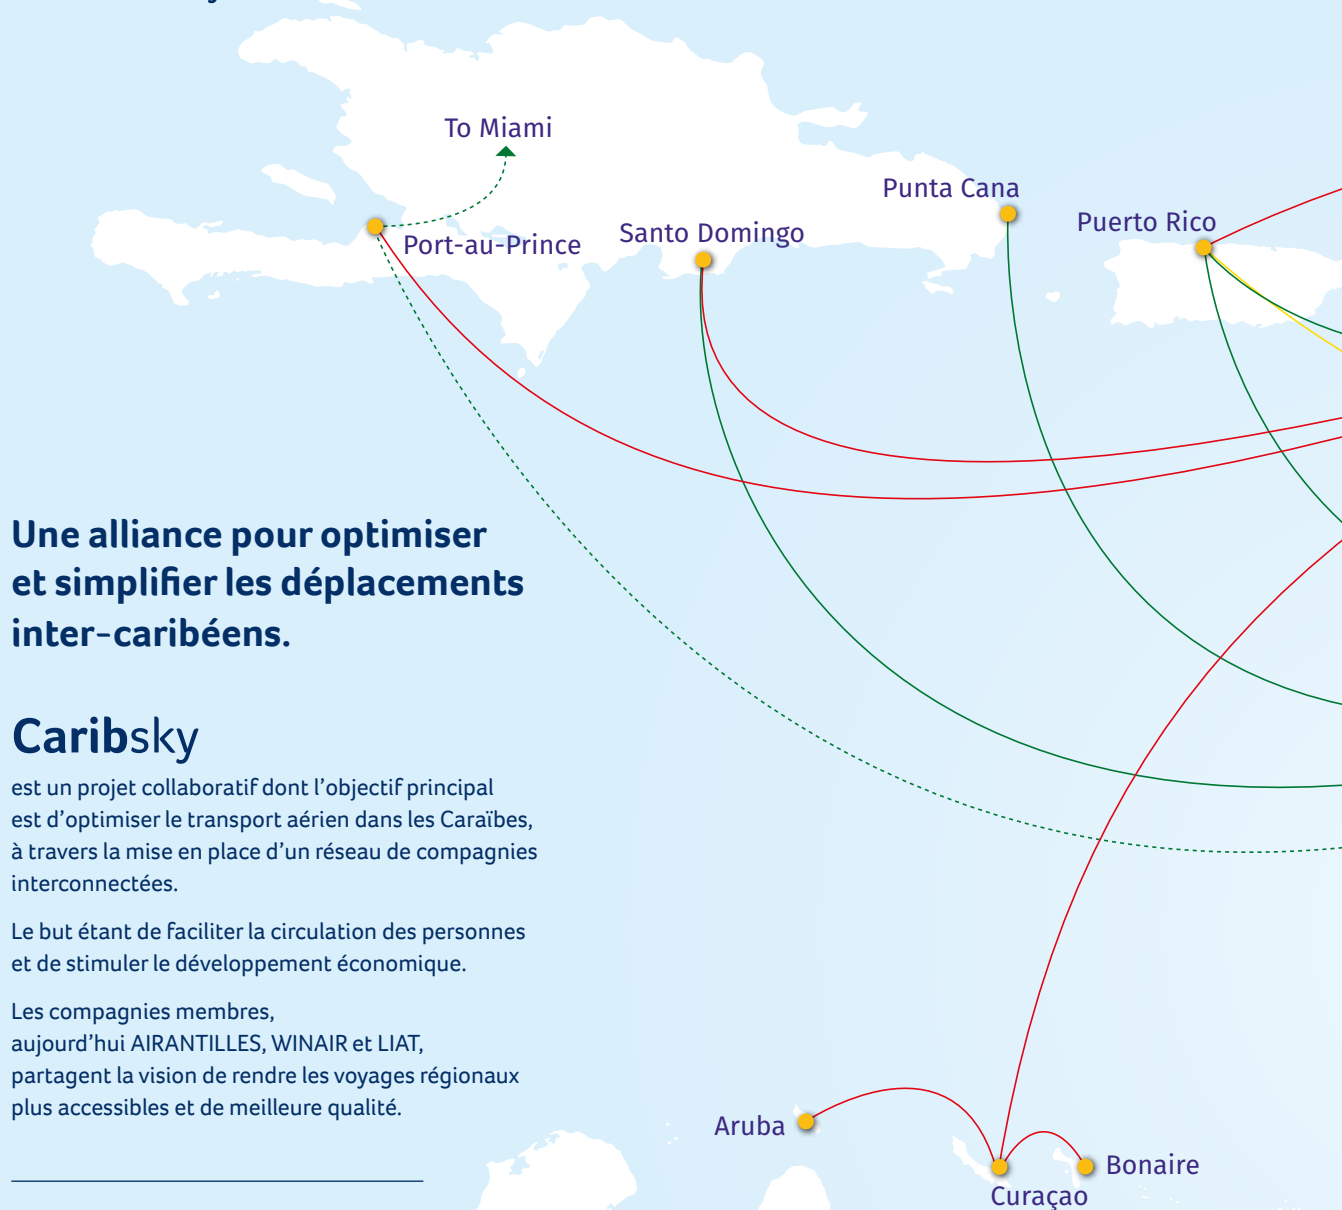 To Miami
Punta Cana
Puerto Rico
Santo Domingo
Port-au-Prince
Une alliance pour optimiser
et simplifier les déplacements
inter-caribéens.
Caribsky
est un projet collaboratif dont l’objectif principal
est d’optimiser le transport aérien dans les Caraïbes,
à travers la mise en place d’un réseau de compagnies
interconnectées.
Le but étant de faciliter la circulation des personnes
et de stimuler le développement économique.
Les compagnies membres,
aujourd’hui AIRANTILLES, WINAIR et LIAT,
partagent la vision de rendre les voyages régionaux
plus accessibles et de meilleure qualité.
Aruba
Bonaire
Curaçao